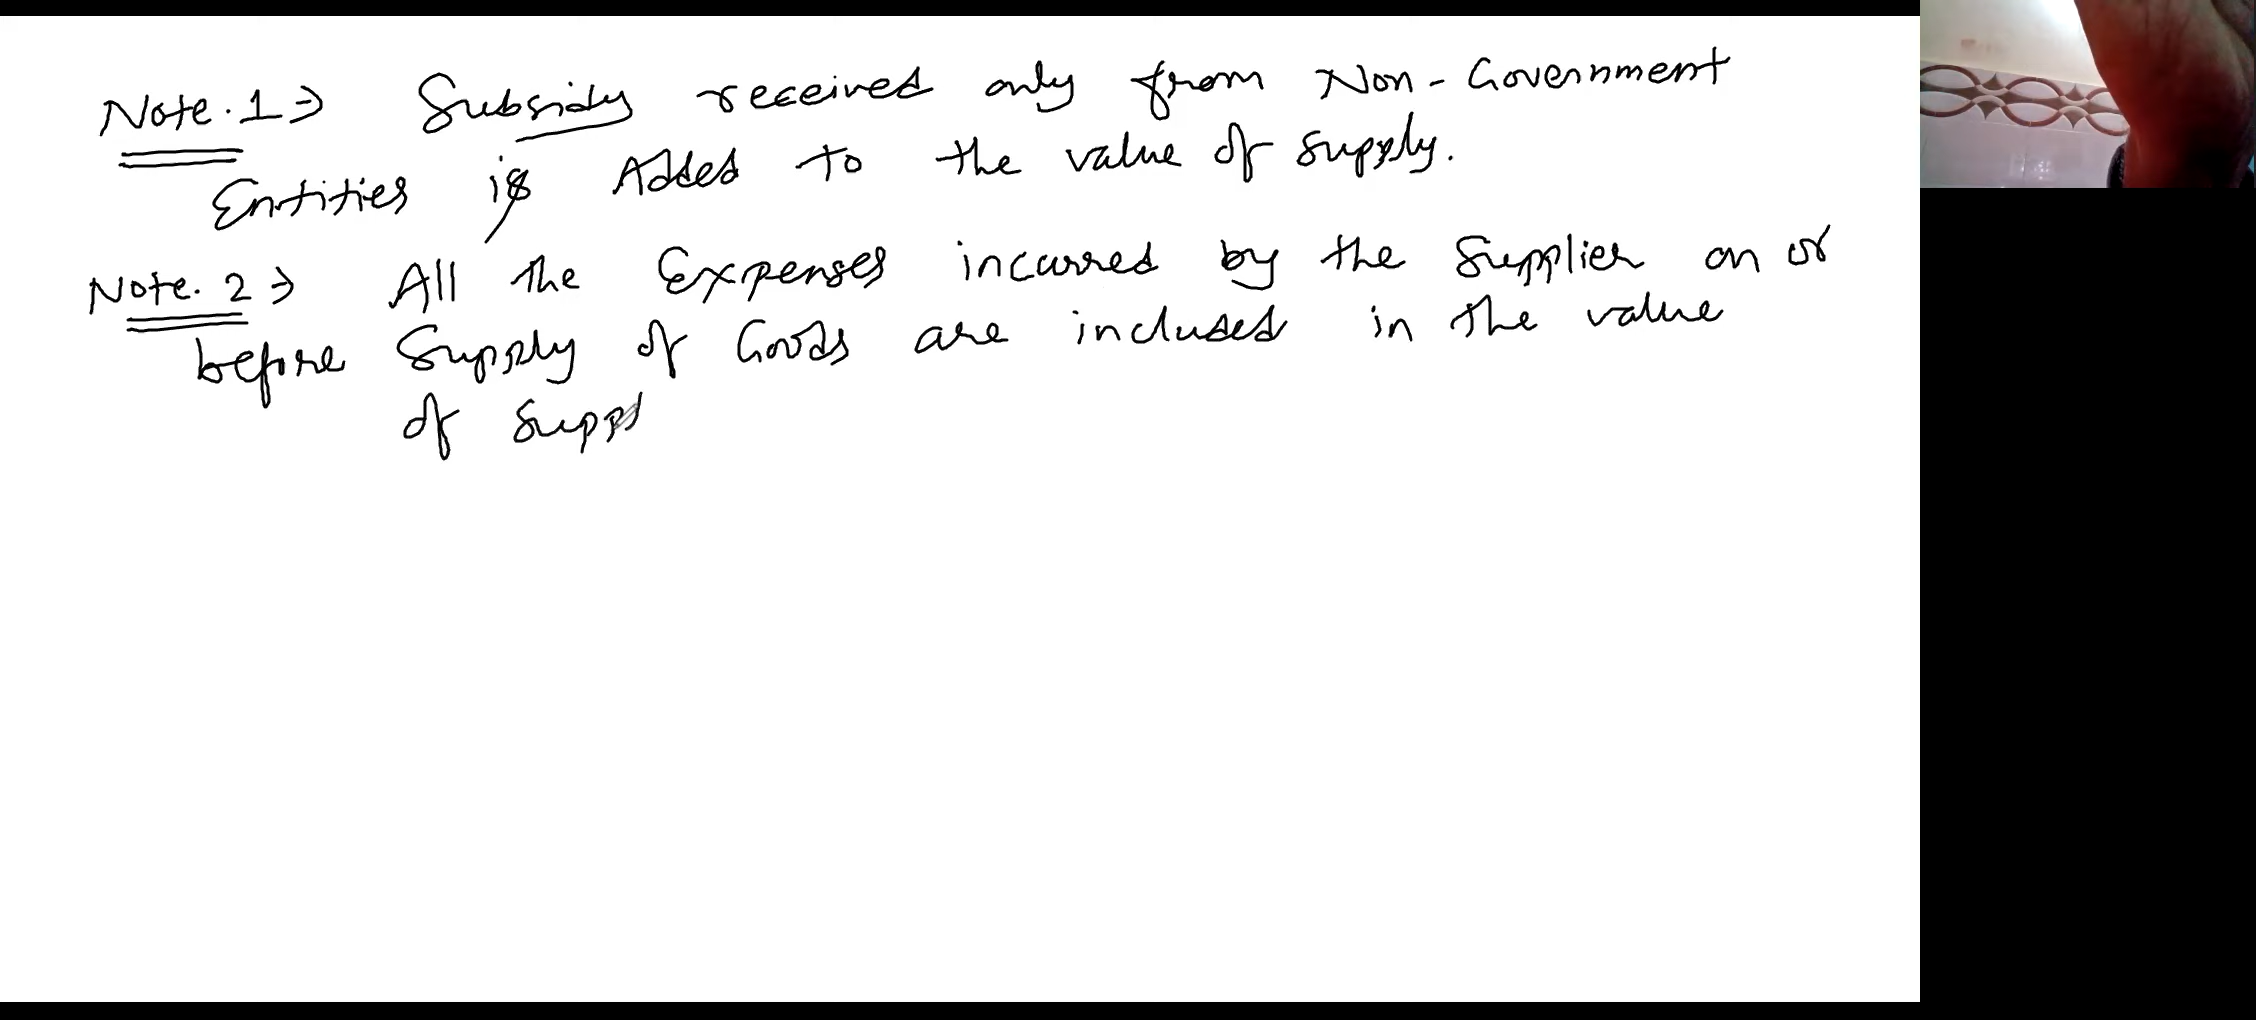 Note.1⇒ Subsidy received only from Non-Government
Entities is Added to the value of supply.
Note.2⇒ All the Expenses incurred by the Supplier on or
before Supply of Goods are included in the value
of Suppl